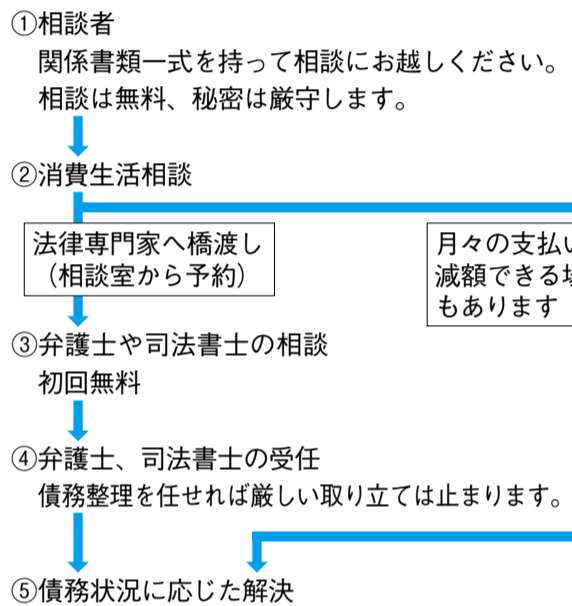 ①相談者
関係書類一式を持って相談にお越しください。
相談は無料、秘密は厳守します。
②消費生活相談
法律専門家へ橋渡し
（相談室から予約）
月々の支払い
減額できる場
もあります
③弁護士や司法書士の相談
初回無料
④弁護士、司法書士の受任
債務整理を任せれば厳しい取り立ては止まります。
⑤債務状況に応じた解決